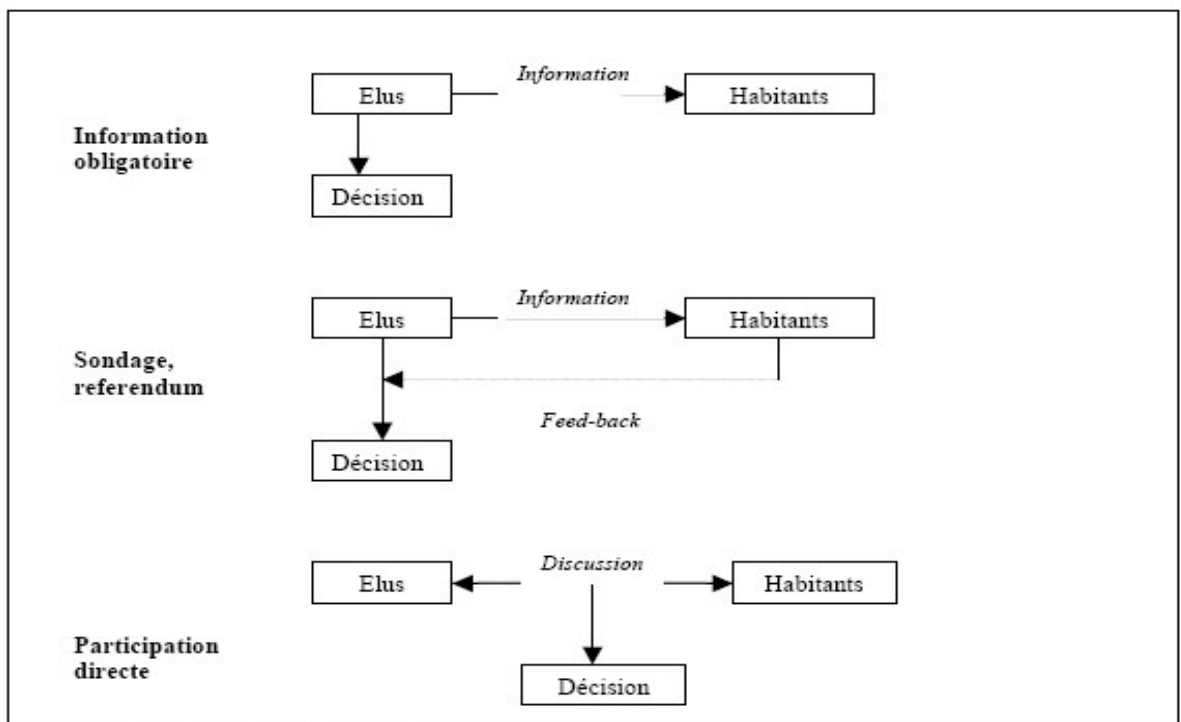 Information
Elus
Habitants
Information
obligatoire
Décision
Information
Elus
Habitants
Sondage,
referendum
Feed-back
Décision
Discussion
Elus
Habitants
Participation
directe
Décision